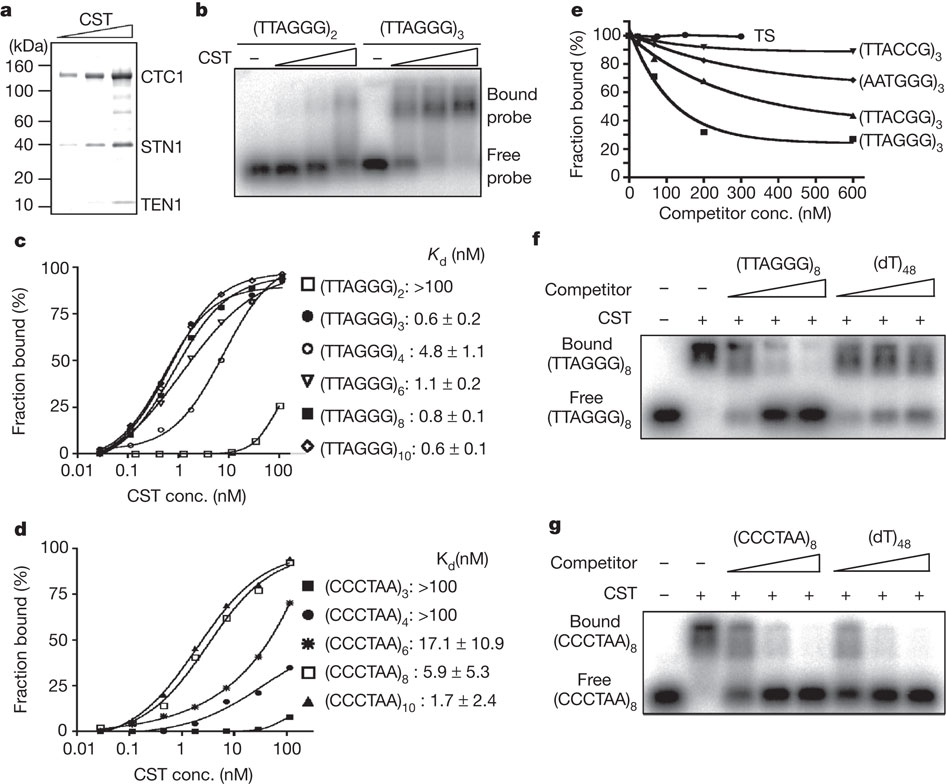 a
CST
(kDa)
160
100
60
40
20
10
CTC1
STN1
TEN1
b
(TTAGGG)2 (TTAGGG)3
CST – –
Bound
probe
Free
probe
c
Kd (nM)
Fraction bound (%)
100
75
50
25
0
0.01 0.1 1 10 100
CST conc. (nM)
(TTAGGG)2: >100
(TTAGGG)3: 0.6 ± 0.2
(TTAGGG)4: 4.8 ± 1.1
(TTAGGG)6: 1.1 ± 0.2
(TTAGGG)8: 0.8 ± 0.1
(TTAGGG)10: 0.6 ± 0.1
d
Kd(nM)
Fraction bound (%)
100
75
50
25
0
0.01 0.1 1 10 100
CST conc. (nM)
(CCCTAA)3: >100
(CCCTAA)4: >100
(CCCTAA)6: 17.1 ± 10.9
(CCCTAA)8: 5.9 ± 5.3
(CCCTAA)10: 1.7 ± 2.4
e
Fraction bound (%)
100
80
60
40
20
0
0 100 200 300 400 500 600
Competitor conc. (nM)
TS
(TTACCG)3
(AATGGG)3
(TTACGG)3
(TTAGGG)3
f
(TTAGGG)8 (dT)48
Competitor – –
CST – + + + + + + +
Bound
(TTAGGG)8
Free
(TTAGGG)8
g
(CCCTAA)8 (dT)48
Competitor – –
CST – + + + + + + +
Bound
(CCCTAA)8
Free
(CCCTAA)8